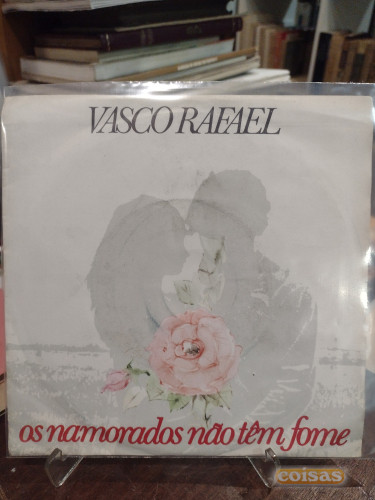 VASCO RAFAEL
os namorados não têm fome
coisas